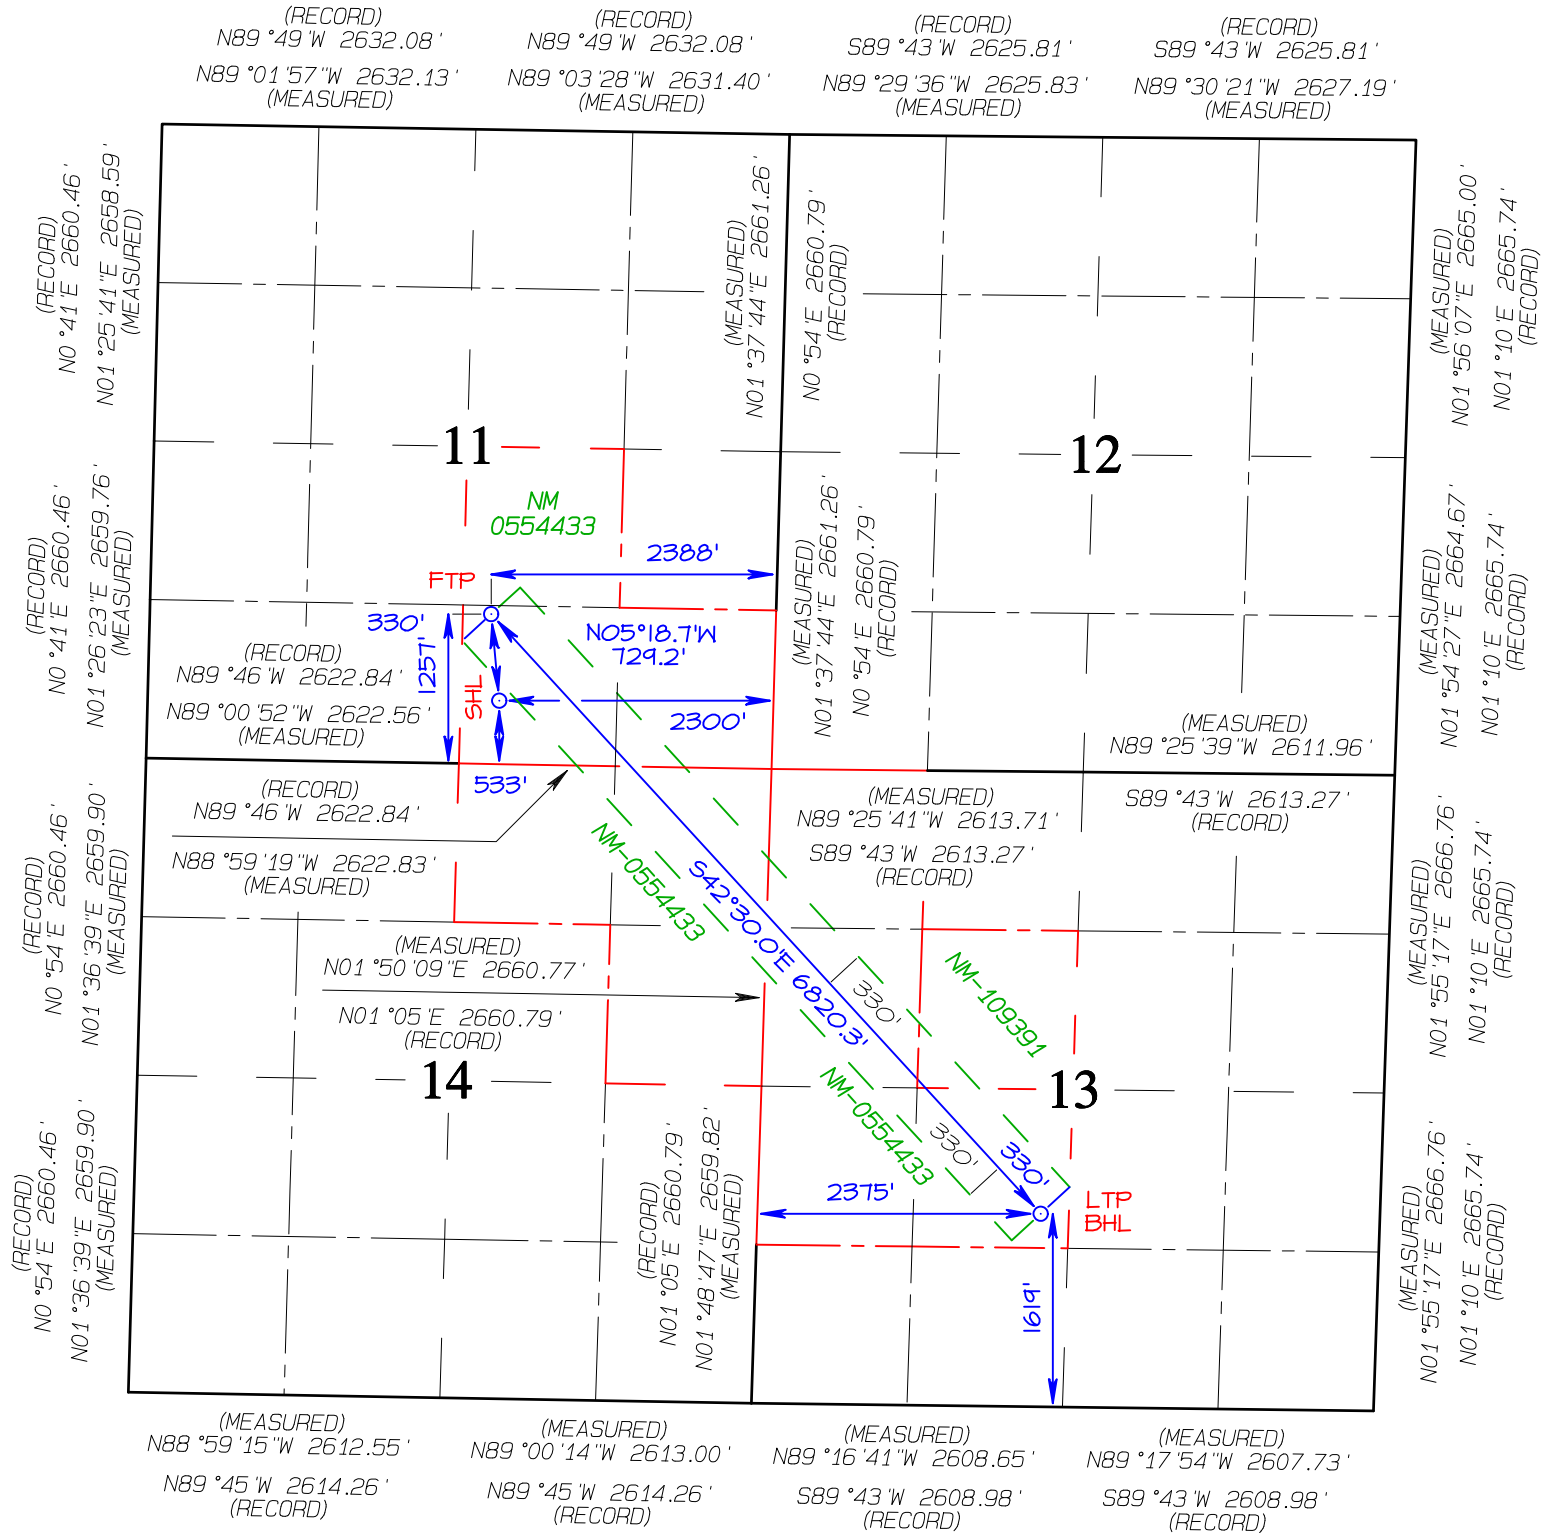 (RECORD)
N89°49'W 2632.08'
N89°01'57"W 2632.13'
(MEASURED)
(RECORD)
N89°49'W 2632.08'
N89°03'28"W 2631.40'
(MEASURED)
(RECORD)
S89°43'W 2625.81'
N89°29'36"W 2625.83'
(MEASURED)
(RECORD)
S89°43'W 2625.81'
N89°30'21"W 2627.19'
(MEASURED)
(RECORD)
N0°41'E 2660.46'
N01°25'41"E 2658.59'
(MEASURED)
(MEASURED)
N01°37'44"E 2661.26'
N0°54'E 2660.79'
(RECORD)
(MEASURED)
N01°56'07"E 2665.00'
N01°10'E 2665.74'
(RECORD)
11
12
NM
0554433
(RECORD)
N0°41'E 2660.46'
N01°26'23"E 2659.76'
(MEASURED)
2388'
FTP
330'
1257'
N05°18.7'W
729.2'
(MEASURED)
N01°37'44"E 2661.26'
N0°54'E 2660.79'
(RECORD)
(MEASURED)
N01°54'27"E 2664.67'
N01°10'E 2665.74'
(RECORD)
(RECORD)
N89°46'W 2622.84'
N89°00'52"W 2622.56'
(MEASURED)
SHL
2300'
533'
(MEASURED)
N89°25'39"W 2611.96'
(RECORD)
N89°46'W 2622.84'
N88°59'19"W 2622.83'
(MEASURED)
(MEASURED)
N89°25'41"W 2613.71'
S89°43'W 2613.27'
(RECORD)
S89°43'W 2613.27'
(RECORD)
(RECORD)
N0°54'E 2660.46'
N01°36'39"E 2659.90'
(MEASURED)
NM-0554433
S42°30.0'E 6820.3'
(MEASURED)
N01°50'09"E 2660.77'
N01°05'E 2660.79'
(RECORD)
330'
NM-109391
(MEASURED)
N01°55'17"E 2666.76'
N01°10'E 2665.74'
(RECORD)
14
13
NM-0554433
330'
330'
2375'
LTP
BHL
1619'
(RECORD)
N0°54'E 2660.46'
N01°36'39"E 2659.90'
(MEASURED)
(RECORD)
N01°05'E 2660.79'
N01°48'47"E 2659.82'
(MEASURED)
(MEASURED)
N01°55'17"E 2666.76'
N01°10'E 2665.74'
(RECORD)
(MEASURED)
N88°59'15"W 2612.55'
N89°45'W 2614.26'
(RECORD)
(MEASURED)
N89°00'14"W 2613.00'
N89°45'W 2614.26'
(RECORD)
(MEASURED)
N89°16'41"W 2608.65'
S89°43'W 2608.98'
(RECORD)
(MEASURED)
N89°17'54"W 2607.73'
S89°43'W 2608.98'
(RECORD)